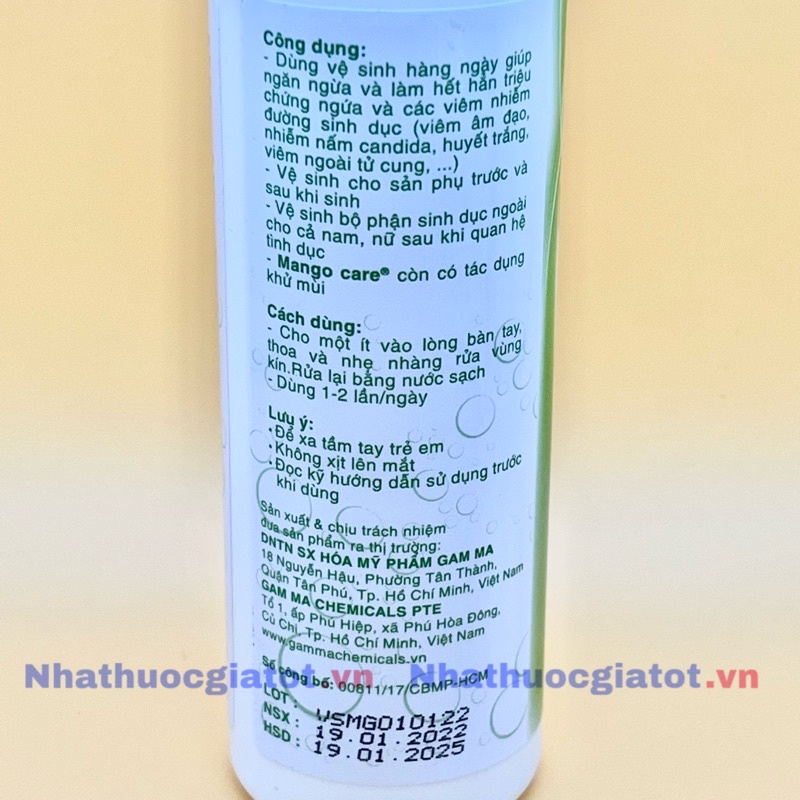 Công dụng:
- Dùng vệ sinh hàng ngày giúp
ngăn ngừa và làm hết hẳn triệu
chứng ngứa và các viêm nhiễm
đường sinh dục (viêm âm đạo,
nhiễm nấm candida, huyết trắng,
viêm ngoài tử cung, ...)
- Vệ sinh cho sản phụ trước và
sau khi sinh
- Vệ sinh bộ phận sinh dục ngoài
cho cả nam, nữ sau khi quan hệ
tình dục
- Mango care® còn có tác dụng
khử mùi
Cách dùng:
- Cho một ít vào lòng bàn tay,
thoa và nhẹ nhàng rửa vùng
kín.Rửa lại bằng nước sạch
- Dùng 1-2 lần/ngày
Lưu ý:
·Để xa tầm tay trẻ em
·Không xịt lên mắt
·Đọc kỹ hướng dẫn sử dụng trước
khi dùng
Sản xuất & chịu trách nhiệm
đưa sản phẩm ra thị trường:
DNTN SX HÓA MỸ PHẨM GAM MA
18 Nguyễn Hậu, Phường Tân Thành,
Quận Tân Phú, Tp. Hồ Chí Minh, Việt Nam
GAM MA CHEMICALS PTE
Tổ 1, ấp Phú Hiệp, xã Phú Hòa Đông,
Củ Chi, Tp. Hồ Chí Minh, Việt Nam
www.gammachemicals.vn
Nhathuocgiatot.vn Nhathuocgiatot.vn
Số công bố: 00811/17/CBMP-HCM
LOT : VSMG010122
NSX : 19.01.2022
HSD : 19.01.2025